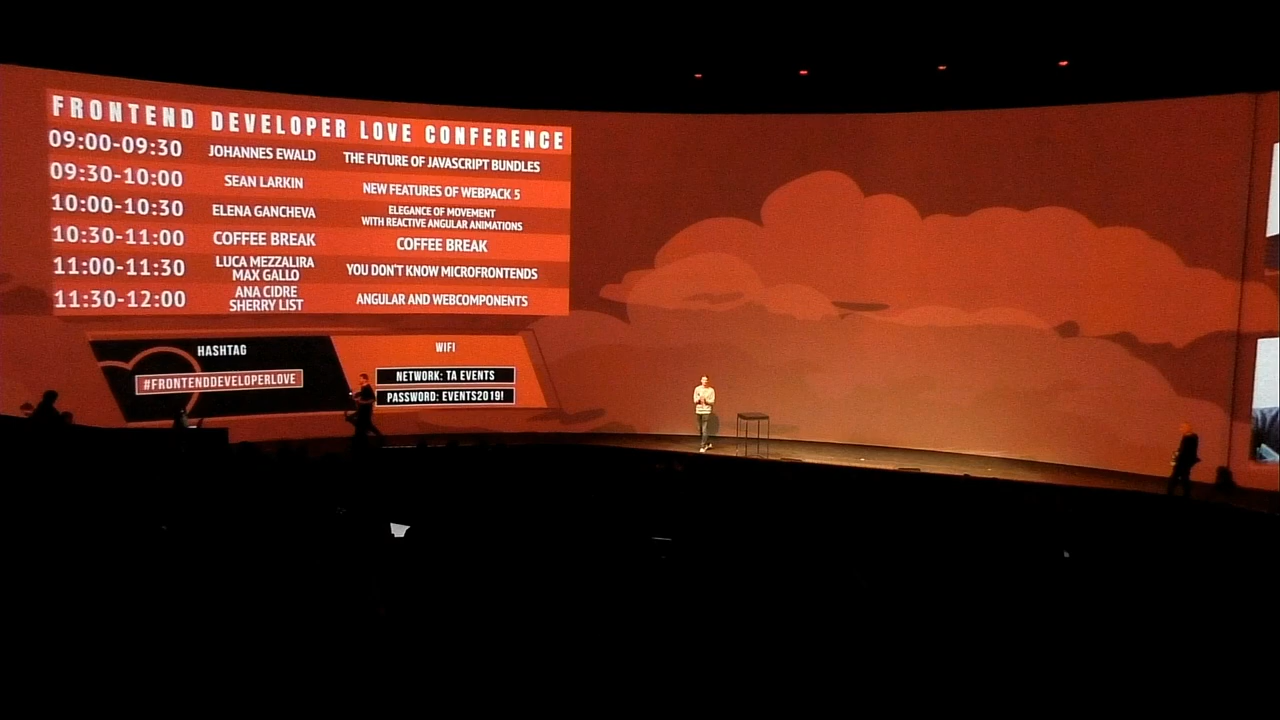 FRONTEND DEVELOPER LOVE CONFERENCE
09:00-09:30 JOHANNES EWALD THE FUTURE OF JAVASCRIPT BUNDLES
09:30-10:00 SEAN LARKIN NEW FEATURES OF WEBPACK 5
10:00-10:30 ELENA GANCHEVA ELEGANCE OF MOVEMENT
WITH REACTIVE ANGULAR ANIMATIONS
10:30-11:00 COFFEE BREAK COFFEE BREAK
11:00-11:30 LUCA MEZZALIRA
MAX GALLO YOU DON'T KNOW MICROFRONTENDS
11:30-12:00 ANA CIDRE
SHERRY LIST ANGULAR AND WEBCOMPONENTS
HASHTAG
#FRONTENDDEVELOPERLOVE
WIFI
NETWORK: TA EVENTS
PASSWORD: EVENTS2019!